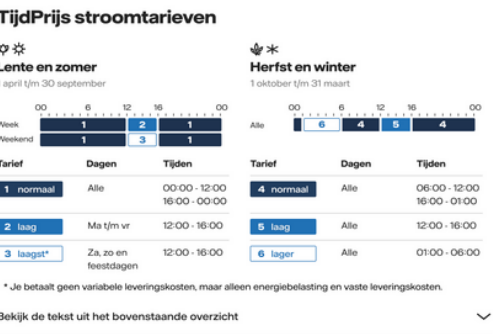 TijdPrijs stroomtarieven
Lente en zomer
april t/m 30 september
00 6 12 16 00
Week 1 2 1
Weekend 1 3 1
Tarief Dagen Tijden
1 normaal Alle 00:00 - 12:00
16:00 - 00:00
2 laag Ma t/m vr 12:00 - 16:00
3 laagst* Za, zo en feestdagen 12:00 - 16:00
Herfst en winter
1 oktober t/m 31 maart
00 6 12 16 00
Alle 6 4 5 4
Tarief Dagen Tijden
4 normaal Alle 06:00 - 12:00
16:00 - 01:00
5 laag Alle 12:00 - 16:00
6 lager Alle 01:00 - 06:00
* Je betaalt geen variabele leveringskosten, maar alleen energiebelasting en vaste leveringskosten.
Bekijk de tekst uit het bovenstaande overzicht